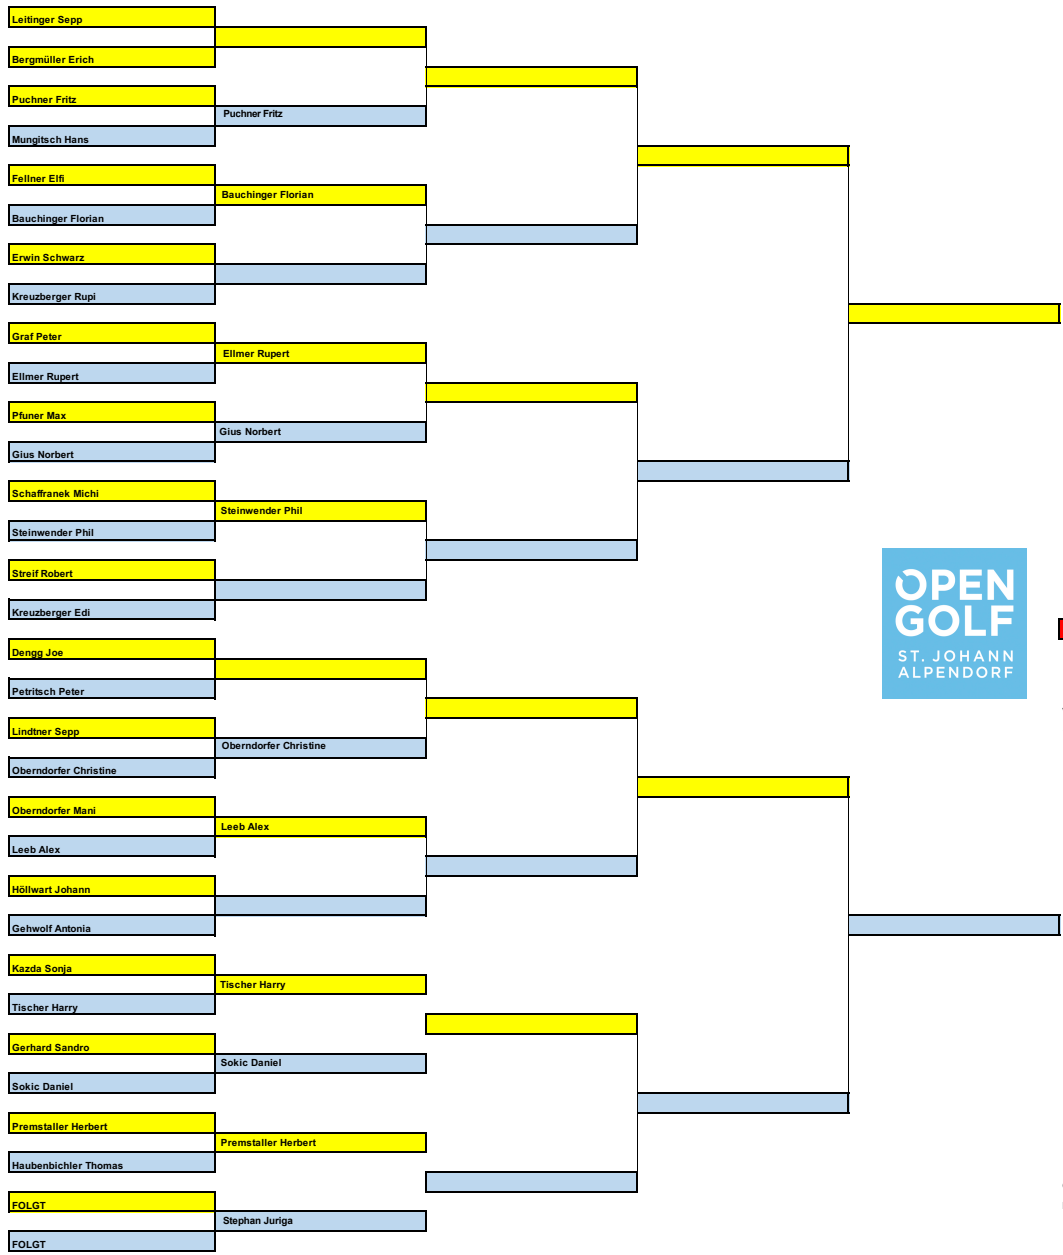 Leitinger Sepp
Bergmüller Erich
Puchner Fritz
Puchner Fritz
Mungitsch Hans
Fellner Elfi
Bauchinger Florian
Bauchinger Florian
Erwin Schwarz
Kreuzberger Rupi
Graf Peter
Ellmer Rupert
Ellmer Rupert
Pfuner Max
Gius Norbert
Gius Norbert
Schaffranek Michi
Steinwender Phil
Steinwender Phil
Streif Robert
Kreuzberger Edi
OPEN
GOLF
ST. JOHANN
ALPENDORF
Dengg Joe
Petritsch Peter
Lindtner Sepp
Oberndorfer Christine
Oberndorfer Christine
Oberndorfer Mani
Leeb Alex
Leeb Alex
Höllwart Johann
Gehwolf Antonia
Kazda Sonja
Tischer Harry
Tischer Harry
Gerhard Sandro
Sokic Daniel
Sokic Daniel
Premstaller Herbert
Premstaller Herbert
Haubenbichler Thomas
FOLGT
Stephan Juriga
FOLGT